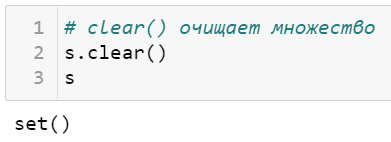 1 # clear() очищает множество
2 s.clear()
3 s
set()